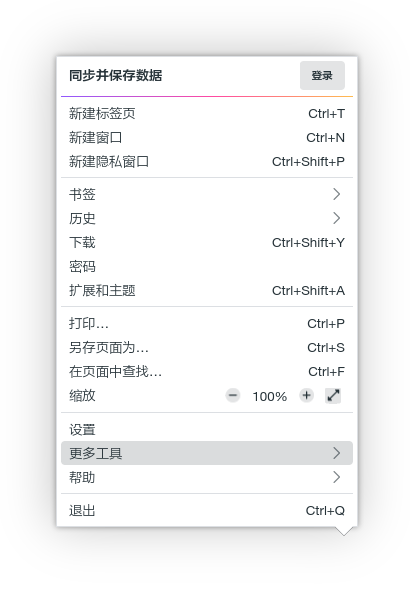 同步并保存数据 登录
新建标签页 Ctrl+T
新建窗口 Ctrl+N
新建隐私窗口 Ctrl+Shift+P
书签
历史
下载 Ctrl+Shift+Y
密码
扩展和主题 Ctrl+Shift+A
打印… Ctrl+P
另存页面为… Ctrl+S
在页面中查找… Ctrl+F
缩放 − 100% +
设置
更多工具
帮助
退出 Ctrl+Q